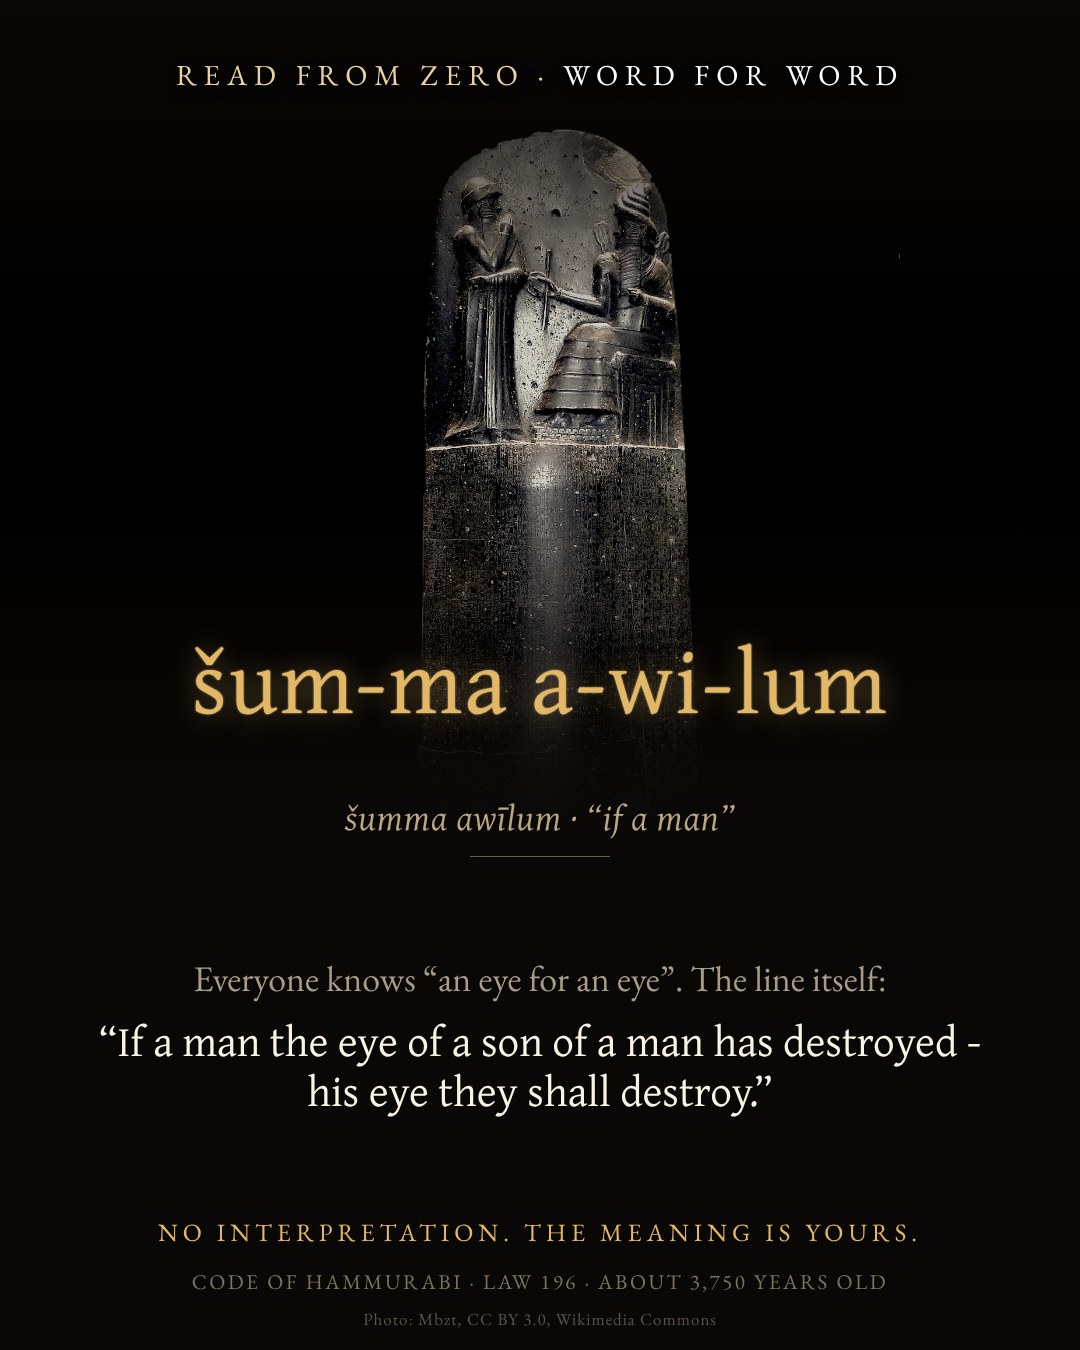 READ FROM ZERO · WORD FOR WORD
šum-ma a-wi-lum
šumma awīlum · “if a man”
Everyone knows “an eye for an eye”. The line itself:
“If a man the eye of a son of a man has destroyed -
his eye they shall destroy.”
NO INTERPRETATION. THE MEANING IS YOURS.
CODE OF HAMMURABI · LAW 196 · ABOUT 3,750 YEARS OLD
Photo: Mbzt, CC BY 3.0, Wikimedia Commons